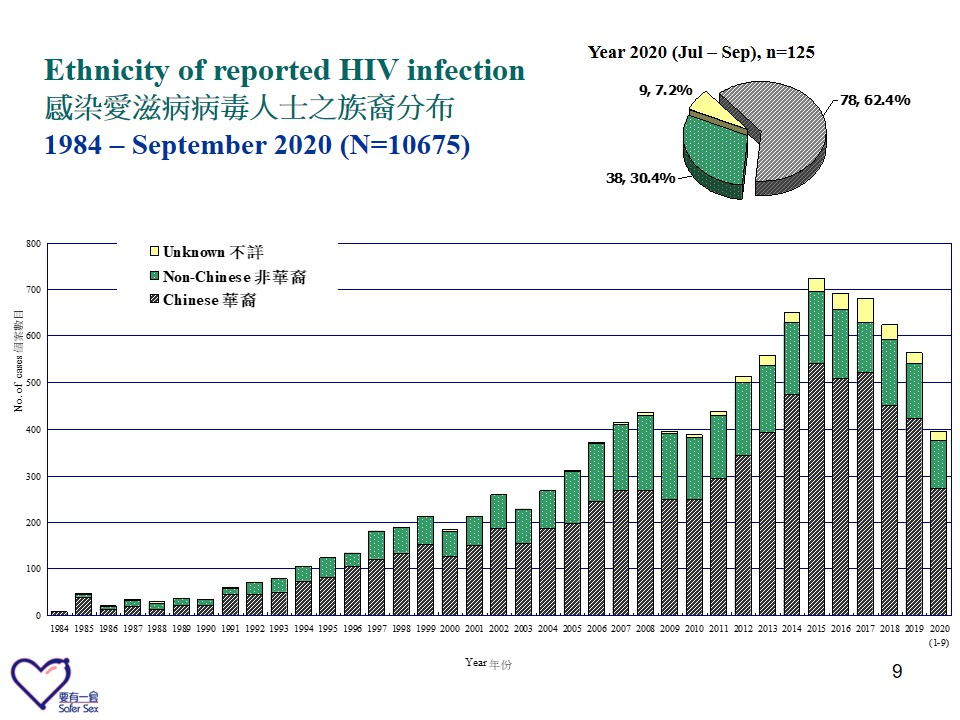 Ethnicity of reported HIV infection
感染愛滋病病毒人士之族裔分布
1984 – September 2020 (N=10675)
Year 2020 (Jul – Sep), n=125
9, 7.2%
78, 62.4%
38, 30.4%
Unknown 不詳
Non-Chinese 非華裔
Chinese 華裔
No. of cases 個案數目
800
700
600
500
400
300
200
100
0
1984 1985 1986 1987 1988 1989 1990 1991 1992 1993 1994 1995 1996 1997 1998 1999 2000 2001 2002 2003 2004 2005 2006 2007 2008 2009 2010 2011 2012 2013 2014 2015 2016 2017 2018 2019 2020
(1-9)
Year 年份
要有一套
Safer Sex
9